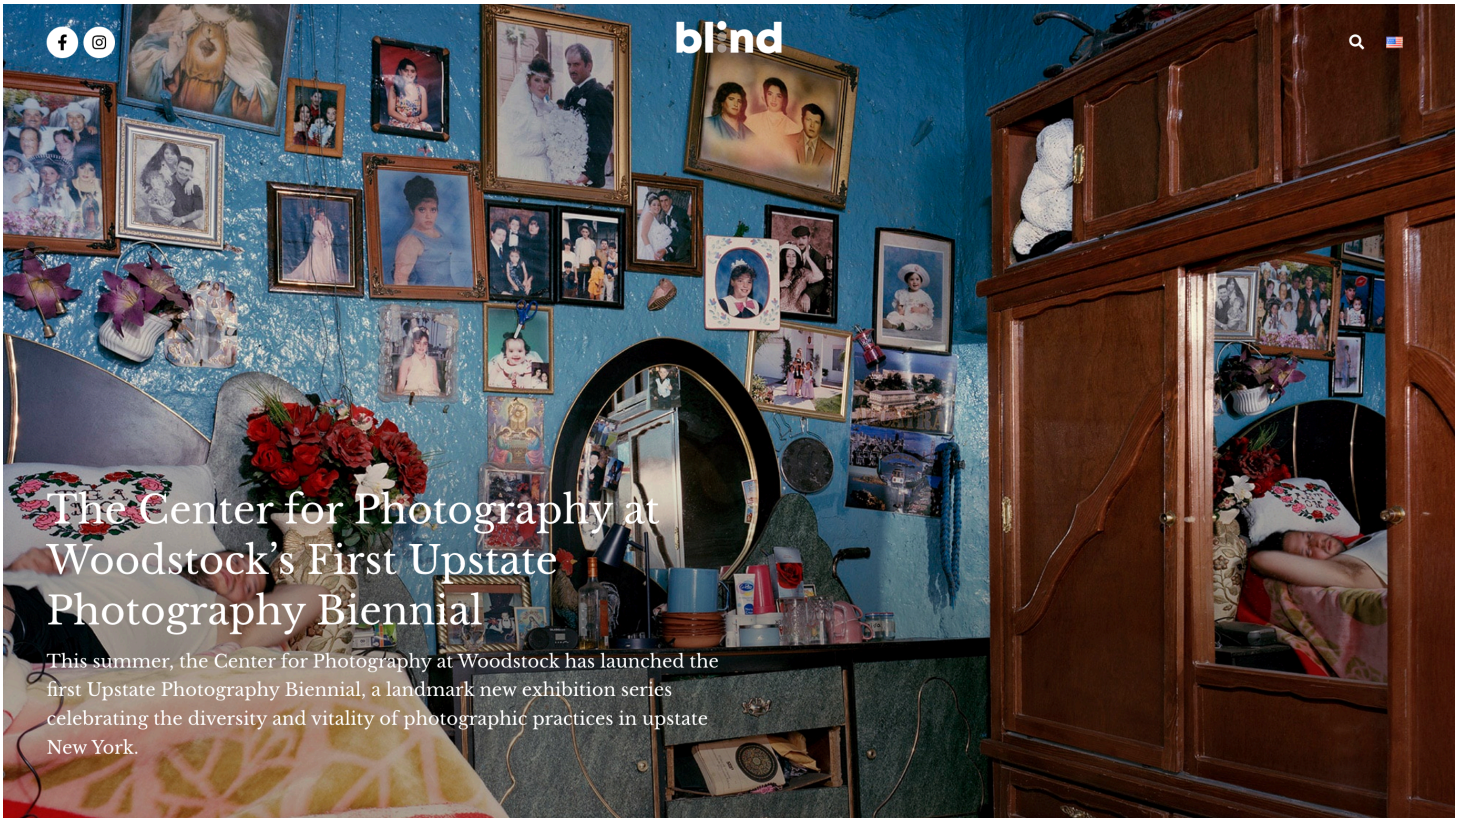 blind
The Center for Photography at
Woodstock’s First Upstate
Photography Biennial
This summer, the Center for Photography at Woodstock has launched the
first Upstate Photography Biennial, a landmark new exhibition series
celebrating the diversity and vitality of photographic practices in upstate
New York.